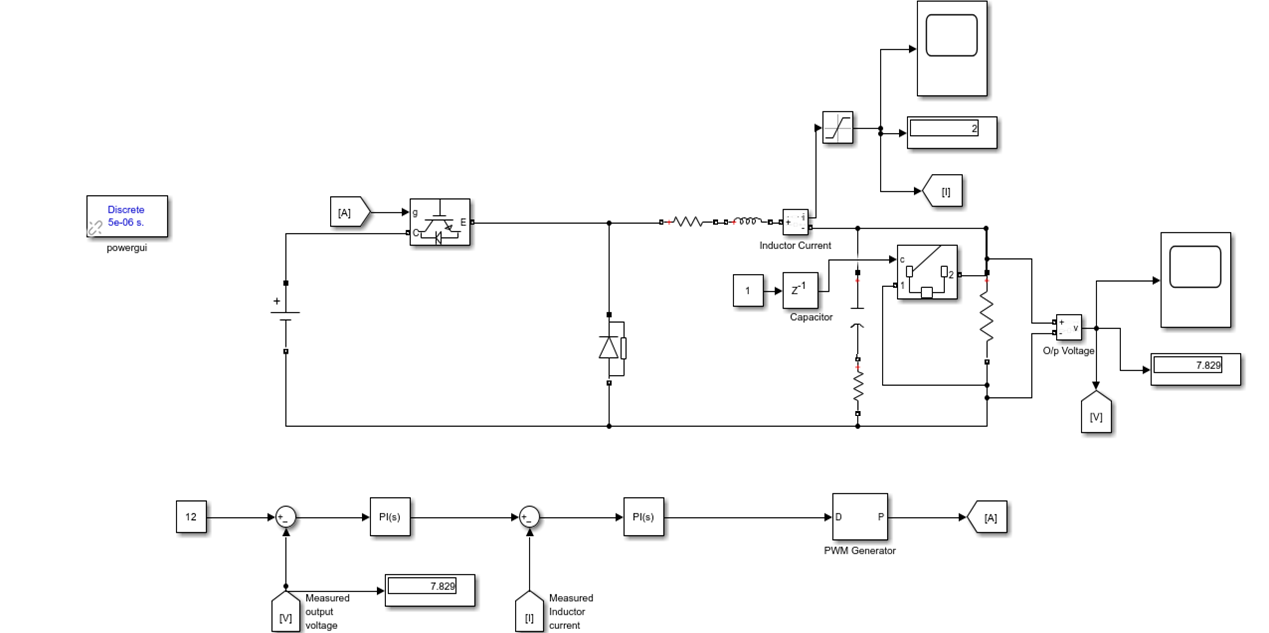 2
[I]
Discrete
5e-06 s.
powergui
[A]
g
C
E
+
i
+
-
Inductor Current
1
Z-1
Capacitor
c
1
2
+
+
-
v
O/p Voltage
7.829
[V]
12
+
-
PI(s)
+
-
PI(s)
D
P
PWM Generator
[A]
7.829
[V]
Measured
output
voltage
[I]
Measured
Inductor
current